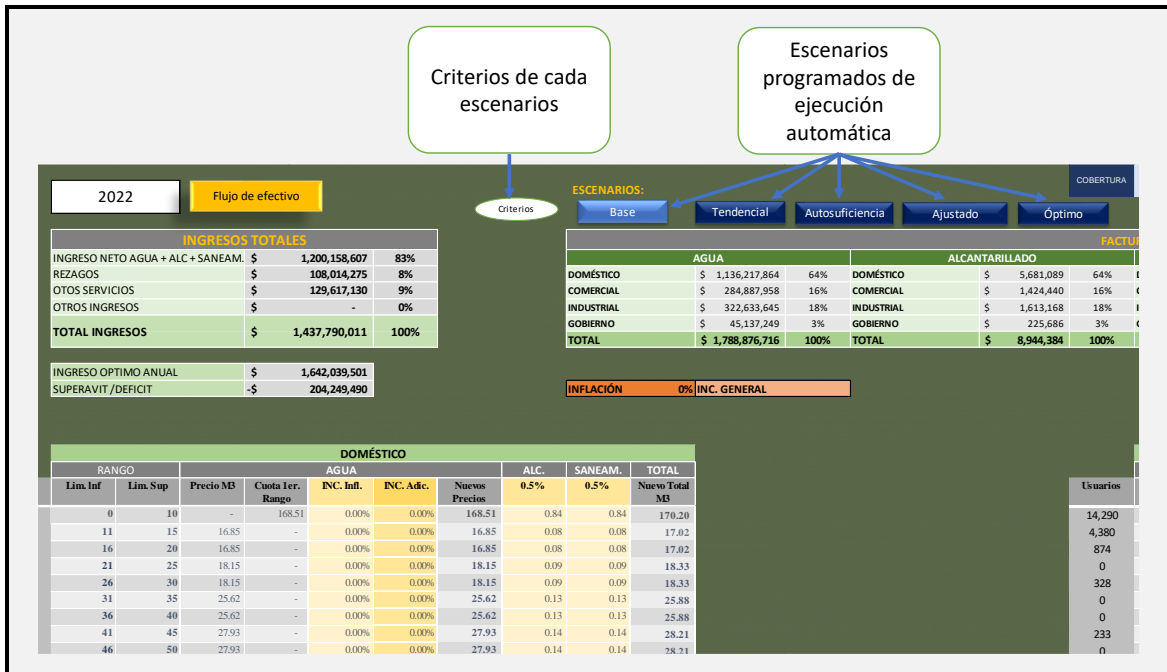 Criterios de cada
escenarios
Escenarios
programados de
ejecución
automática
COBERTURA
2022
Flujo de efectivo
Criterios
ESCENARIOS:
Base
Tendencial
Autosuficiencia
Ajustado
Óptimo
INGRESOS TOTALES
INGRESO NETO AGUA + ALC + SANEAM. $ 1,200,158,607 83%
REZAGOS $ 108,014,275 8%
OTOS SERVICIOS $ 129,617,130 9%
OTROS INGRESOS $ - 0%
TOTAL INGRESOS $ 1,437,790,011 100%
INGRESO OPTIMO ANUAL $ 1,642,039,501
SUPERAVIT /DEFICIT -$ 204,249,490
AGUA ALCANTARILLADO
DOMÉSTICO $ 1,136,217,864 64% DOMÉSTICO $ 5,681,089 64%
COMERCIAL $ 284,887,958 16% COMERCIAL $ 1,424,440 16%
INDUSTRIAL $ 322,633,645 18% INDUSTRIAL $ 1,613,168 18%
GOBIERNO $ 45,137,249 3% GOBIERNO $ 225,686 3%
TOTAL $ 1,788,876,716 100% TOTAL $ 8,944,384 100%
INFLACIÓN 0% INC. GENERAL
DOMÉSTICO
RANGO AGUA ALC. SANEAM. TOTAL
Lim. Inf Lim. Sup Precio M3 Cuota 1er. Rango INC. Infl. INC. Adic. Nuevos Precios 0.5% 0.5% Nuevo Total M3 Usuarios
0 10 - 168.51 0.00% 0.00% 168.51 0.84 0.84 170.20 14,290
11 15 16.85 - 0.00% 0.00% 16.85 0.08 0.08 17.02 4,380
16 20 16.85 - 0.00% 0.00% 16.85 0.08 0.08 17.02 874
21 25 18.15 - 0.00% 0.00% 18.15 0.09 0.09 18.33 0
26 30 18.15 - 0.00% 0.00% 18.15 0.09 0.09 18.33 328
31 35 25.62 - 0.00% 0.00% 25.62 0.13 0.13 25.88 0
36 40 25.62 - 0.00% 0.00% 25.62 0.13 0.13 25.88 0
41 45 27.93 - 0.00% 0.00% 27.93 0.14 0.14 28.21 233
46 50 27.93 - 0.00% 0.00% 27.93 0.14 0.14 28.21 0